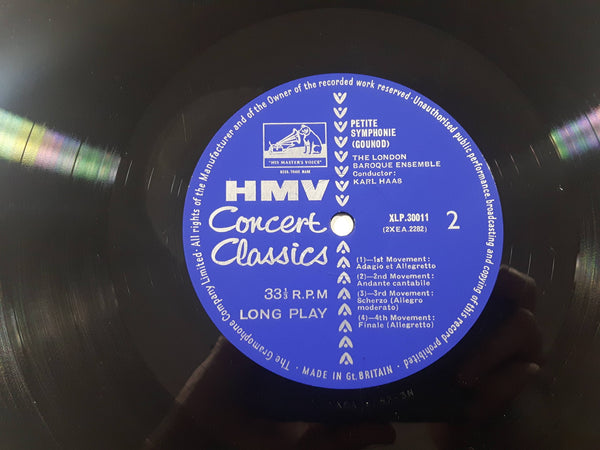 The Gramophone Company Limited · All rights of the Manufacturer and of the Owner of the recorded work reserved · Unauthorised public performance, broadcasting and copying of this record prohibited.
"HIS MASTER'S VOICE"
REGD. TRADE MARK
HMV
Concert
Classics
33⅓ R.P.M
LONG PLAY
PETITE
SYMPHONIE
(GOUNOD)
THE LONDON
BAROQUE ENSEMBLE
Conductor:
KARL HAAS
XLP.30011
(2XEA.2282)
2
(1)—1st Movement:
Adagio et Allegretto
(2)—2nd Movement:
Andante cantabile
(3)—3rd Movement:
Scherzo (Allegro
moderato)
(4)—4th Movement:
Finale (Allegretto)
· MADE IN Gt. BRITAIN ·